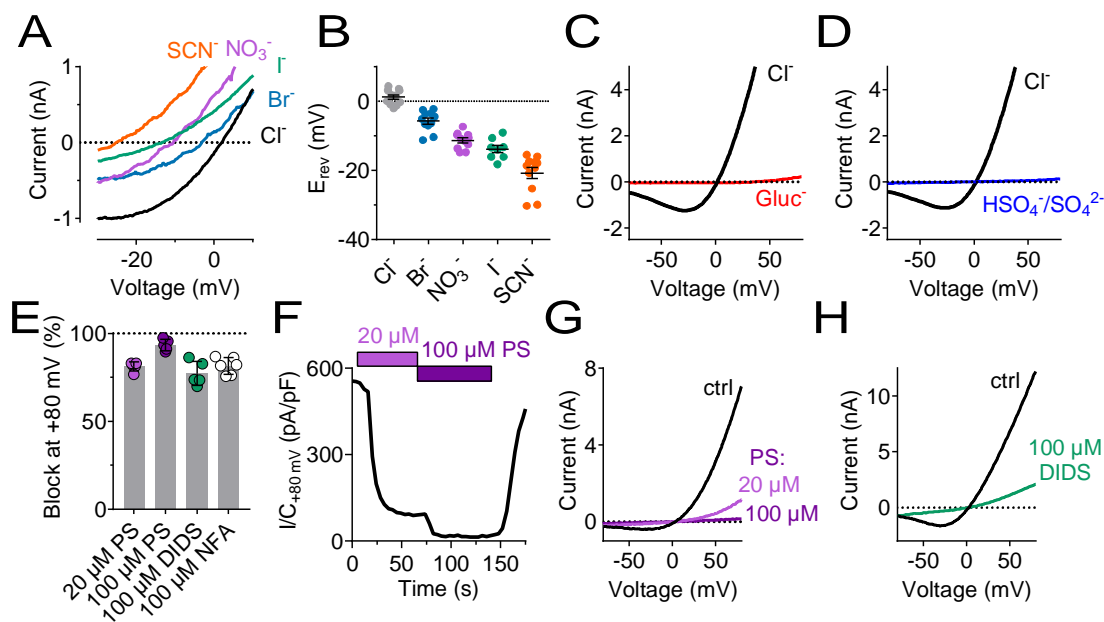 A
SCN⁻
NO₃⁻
I⁻
Br⁻
Cl⁻
1
0
-1
Current (nA)
-20
0
Voltage (mV)
B
0
-20
-40
Eᵣₑᵥ (mV)
Cl⁻
Br⁻
NO₃⁻
I⁻
SCN⁻
C
Cl⁻
4
2
0
-2
Current (nA)
Gluc⁻
-50
0
50
Voltage (mV)
D
Cl⁻
4
2
0
-2
Current (nA)
HSO₄⁻/SO₄²⁻
-50
0
50
Voltage (mV)
E
100
50
0
Block at +80 mV (%)
20 µM PS
100 µM PS
100 µM DIDS
100 µM NFA
F
20 µM
100 µM PS
600
300
0
I/C₊₈₀ ₘᵥ (pA/pF)
0
50
100
150
Time (s)
G
ctrl
8
4
0
Current (nA)
PS:
20 µM
100 µM
-50
0
50
Voltage (mV)
H
ctrl
10
5
0
Current (nA)
100 µM
DIDS
-50
0
50
Voltage (mV)